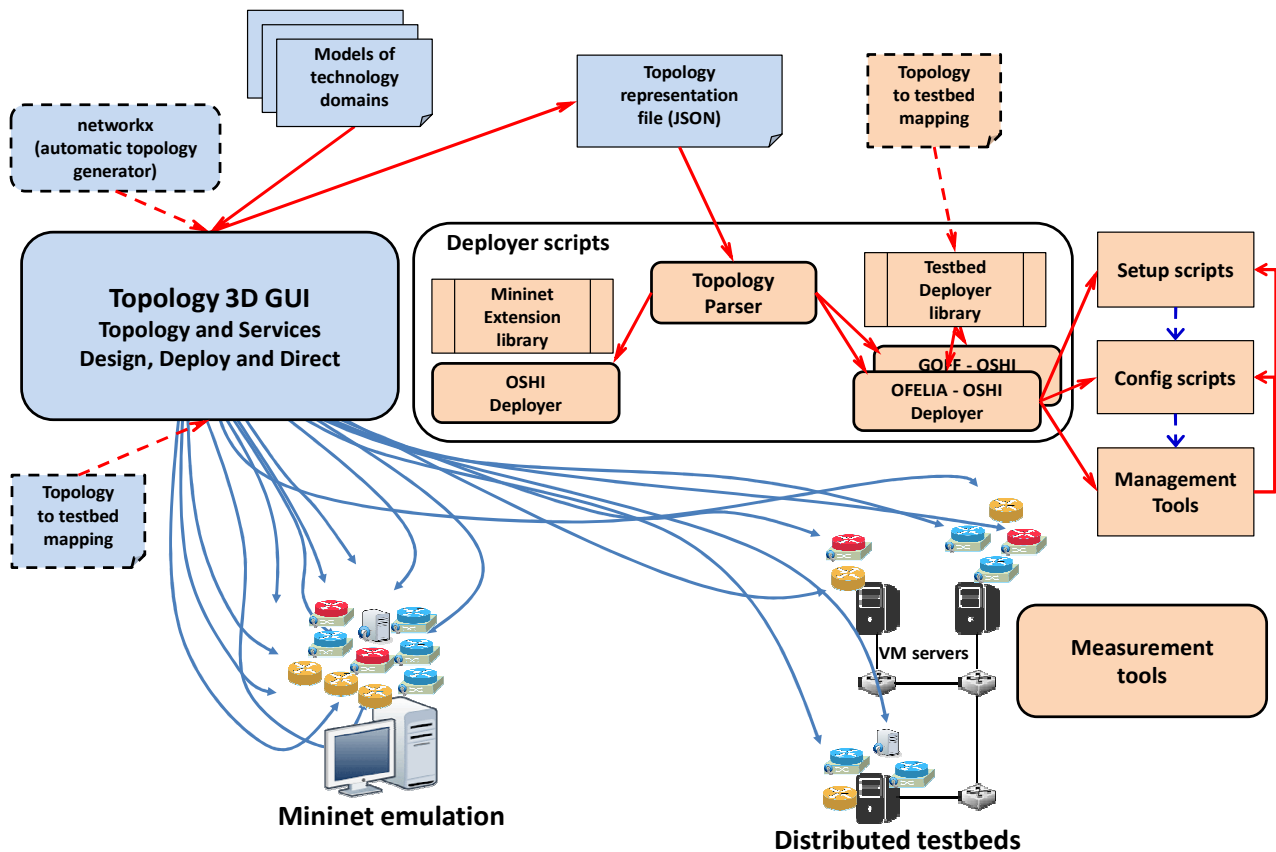 Models of
technology
domains
Topology
representation
file (JSON)
Topology
to testbed
mapping
networkx
(automatic topology
generator)
Deployer scripts
Topology 3D GUI
Topology and Services
Design, Deploy and Direct
Mininet
Extension
library
Topology
Parser
Testbed
Deployer
library
Setup scripts
OSHI
Deployer
GOFF - OSHI
OFELIA - OSHI
Deployer
Config scripts
Management
Tools
Topology
to testbed
mapping
VM servers
Measurement
tools
Mininet emulation
Distributed testbeds